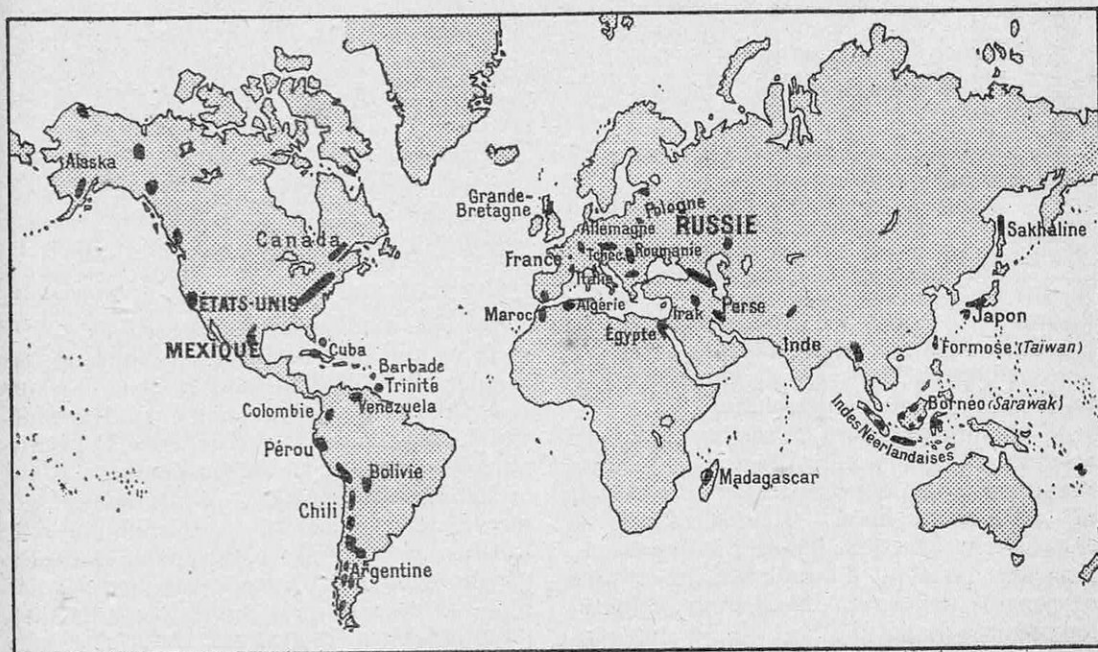 Alaska
Canada
ÉTATS-UNIS
MEXIQUE
Cuba
Barbade
Trinité
Venezuela
Colombie
Pérou
Bolivie
Chili
Argentine
Grande-
Bretagne
Pologne
Allemagne
RUSSIE
Tchéc.
Roumanie
France
Italie
Maroc
Algérie
Irak
Perse
Égypte
Inde
Sakhaline
Japon
Formose (Taïwan)
Bornéo (Sarawak)
Indes Néerlandaises
Madagascar